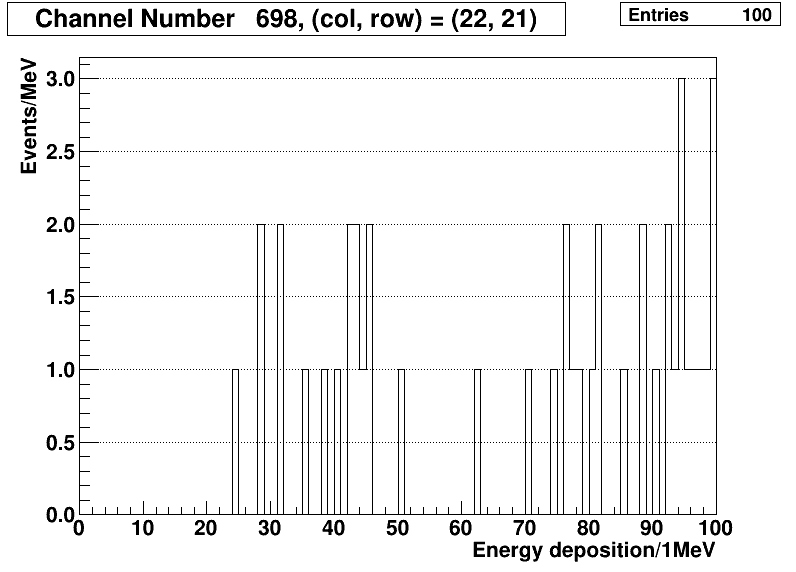 Channel Number 698, (col, row) = (22, 21)
Entries 100
Events/MeV
3.0
2.5
2.0
1.5
1.0
0.5
0.0
0 10 20 30 40 50 60 70 80 90 100
Energy deposition/1MeV